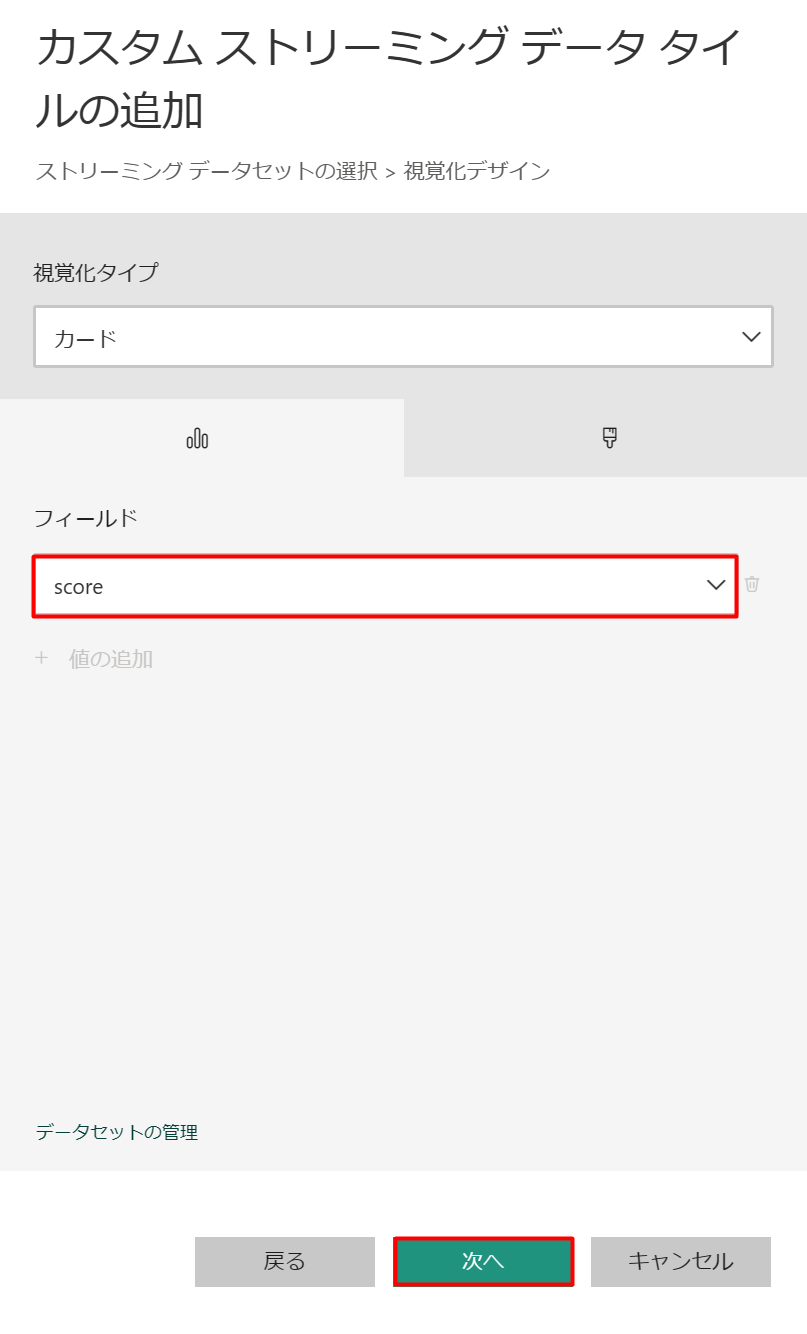 カスタム ストリーミング データ タイ
ルの追加
ストリーミング データセットの選択 > 視覚化デザイン
視覚化タイプ
カード
フィールド
score
+ 値の追加
データセットの管理
戻る 次へ キャンセル